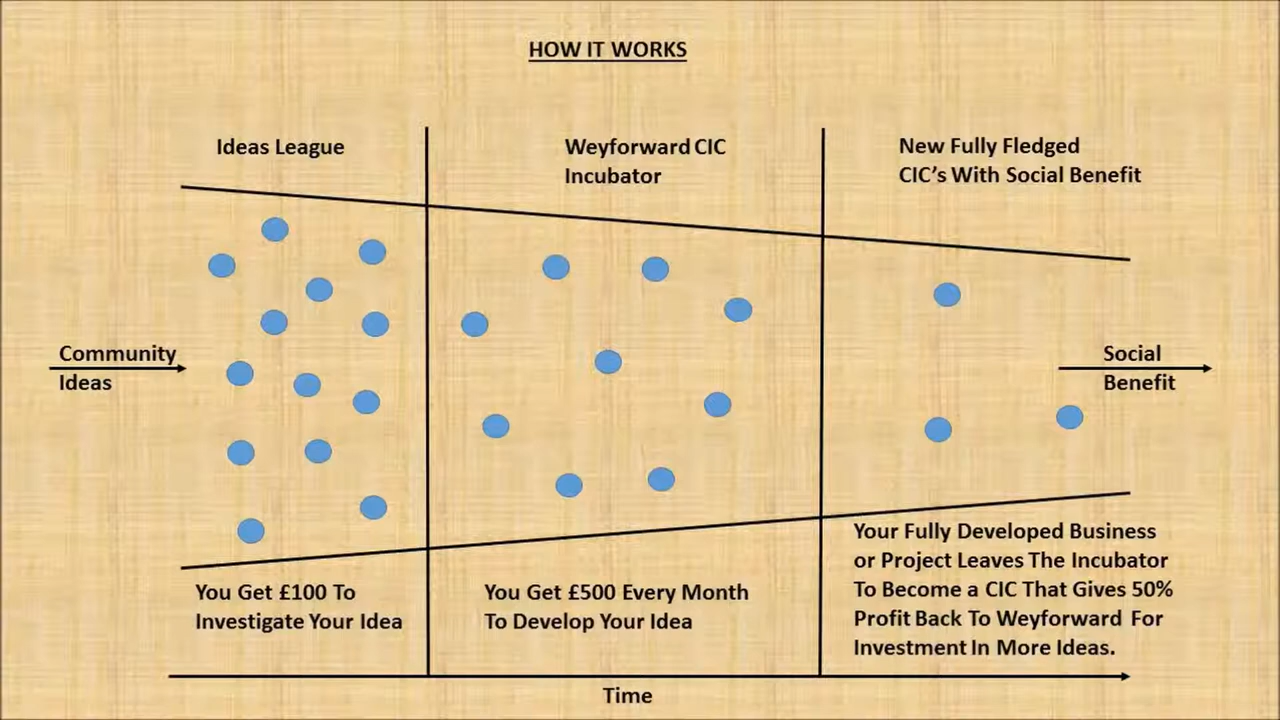 HOW IT WORKS
Ideas League
Weyforward CIC
Incubator
New Fully Fledged
CIC’s With Social Benefit
Community
Ideas
Social
Benefit
You Get £100 To
Investigate Your Idea
You Get £500 Every Month
To Develop Your Idea
Your Fully Developed Business
or Project Leaves The Incubator
To Become a CIC That Gives 50%
Profit Back To Weyforward For
Investment In More Ideas.
Time